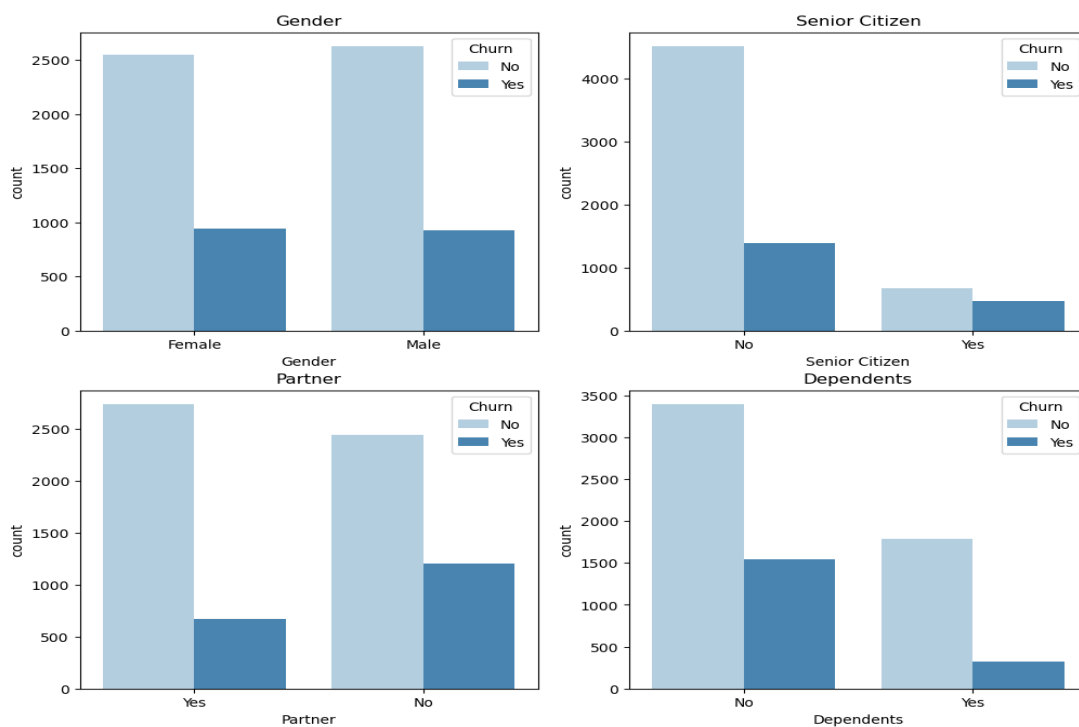 Gender
Churn
No
Yes
2500
2000
1500
1000
500
0
count
Female
Male
Gender
Senior Citizen
Churn
No
Yes
4000
3000
2000
1000
0
count
No
Yes
Senior Citizen
Partner
Churn
No
Yes
2500
2000
1500
1000
500
0
count
Yes
No
Partner
Dependents
Churn
No
Yes
3500
3000
2500
2000
1500
1000
500
0
count
No
Yes
Dependents